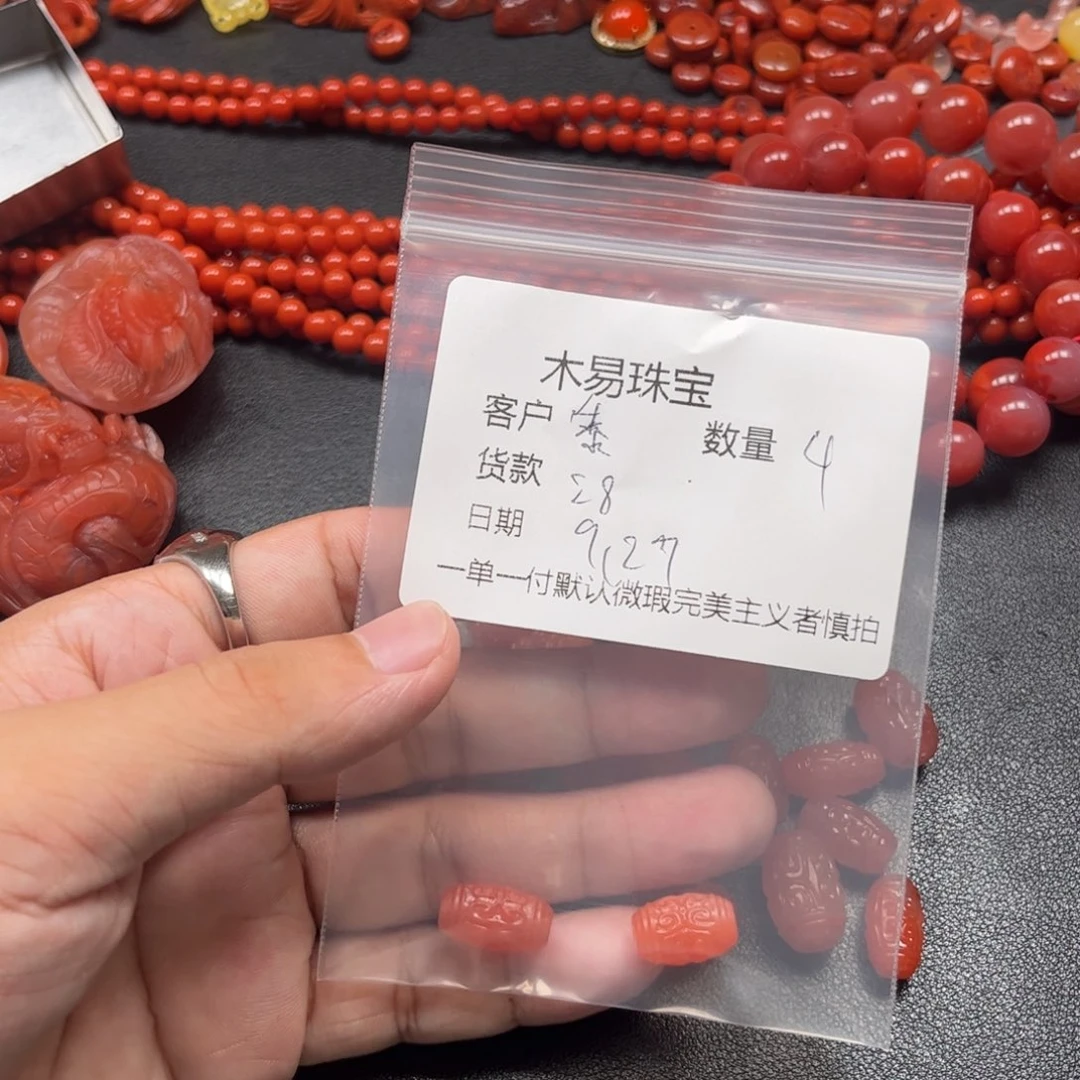 木易珠宝
客户 数量 4
货款 28
日期 9,27
一单一付默认微瑕完美主义者慎拍